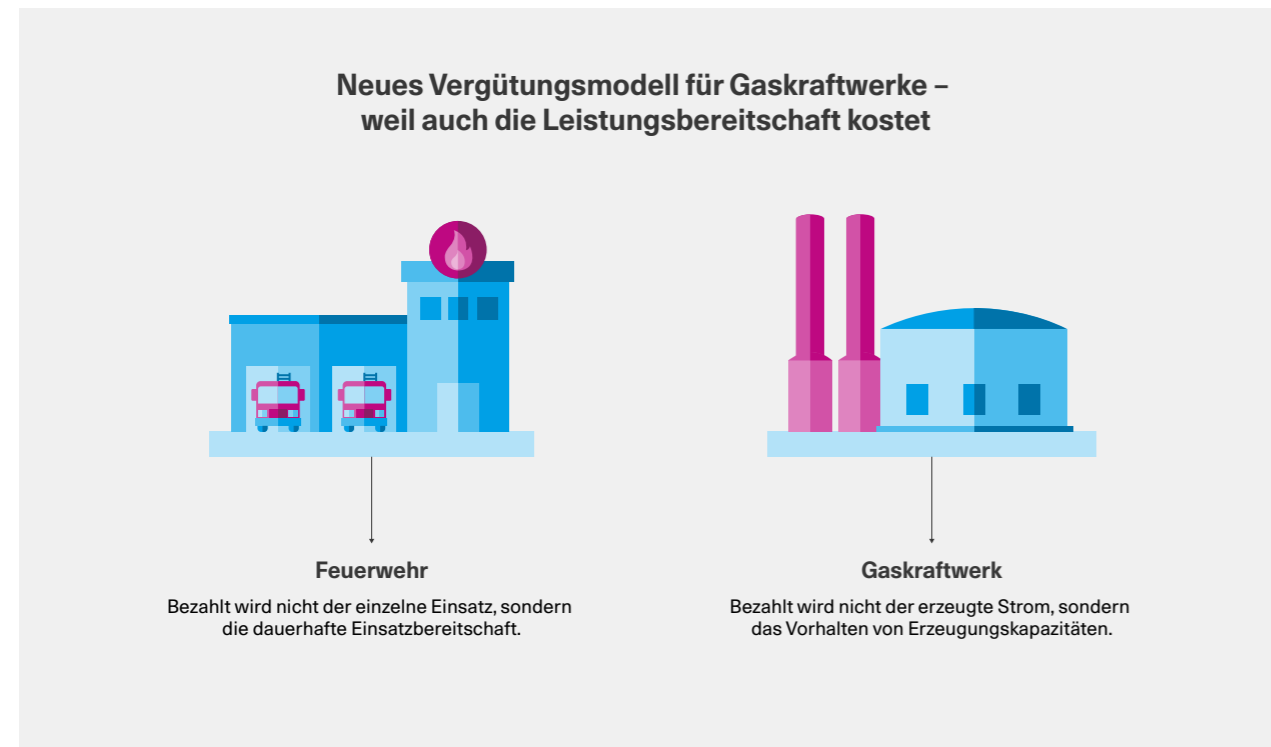 Neues Vergütungsmodell für Gaskraftwerke –
weil auch die Leistungsbereitschaft kostet
Feuerwehr
Bezahlt wird nicht der einzelne Einsatz, sondern
die dauerhafte Einsatzbereitschaft.
Gaskraftwerk
Bezahlt wird nicht der erzeugte Strom, sondern
das Vorhalten von Erzeugungskapazitäten.